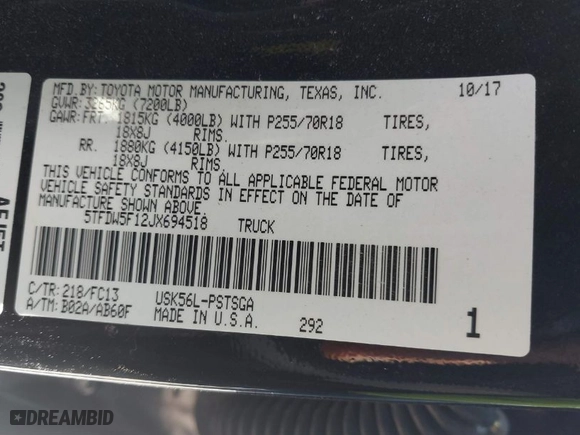 MFD.BY:TOYOTA MOTOR MANUFACTURING, TEXAS, INC. 10/17
GVWR: (7200LB)
GAWR:FRT. 1815KG (4000LB) WITH P255/70R18 TIRES,
18X8J RIMS.
RR. 1880KG (4150LB) WITH P255/70R18 TIRES,
18X8J RIMS.
THIS VEHICLE CONFORMS TO ALL APPLICABLE FEDERAL MOTOR
VEHICLE SAFETY STANDARDS IN EFFECT ON THE DATE OF
MANUFACTURE SHOWN ABOVE.
5TFDW5F12JX694518 TRUCK
C/TR:218/FC13 USK56L-PSTSGA
A/TM:B02A/AB60F MADE IN U.S.A. 292 1
DREAMBID